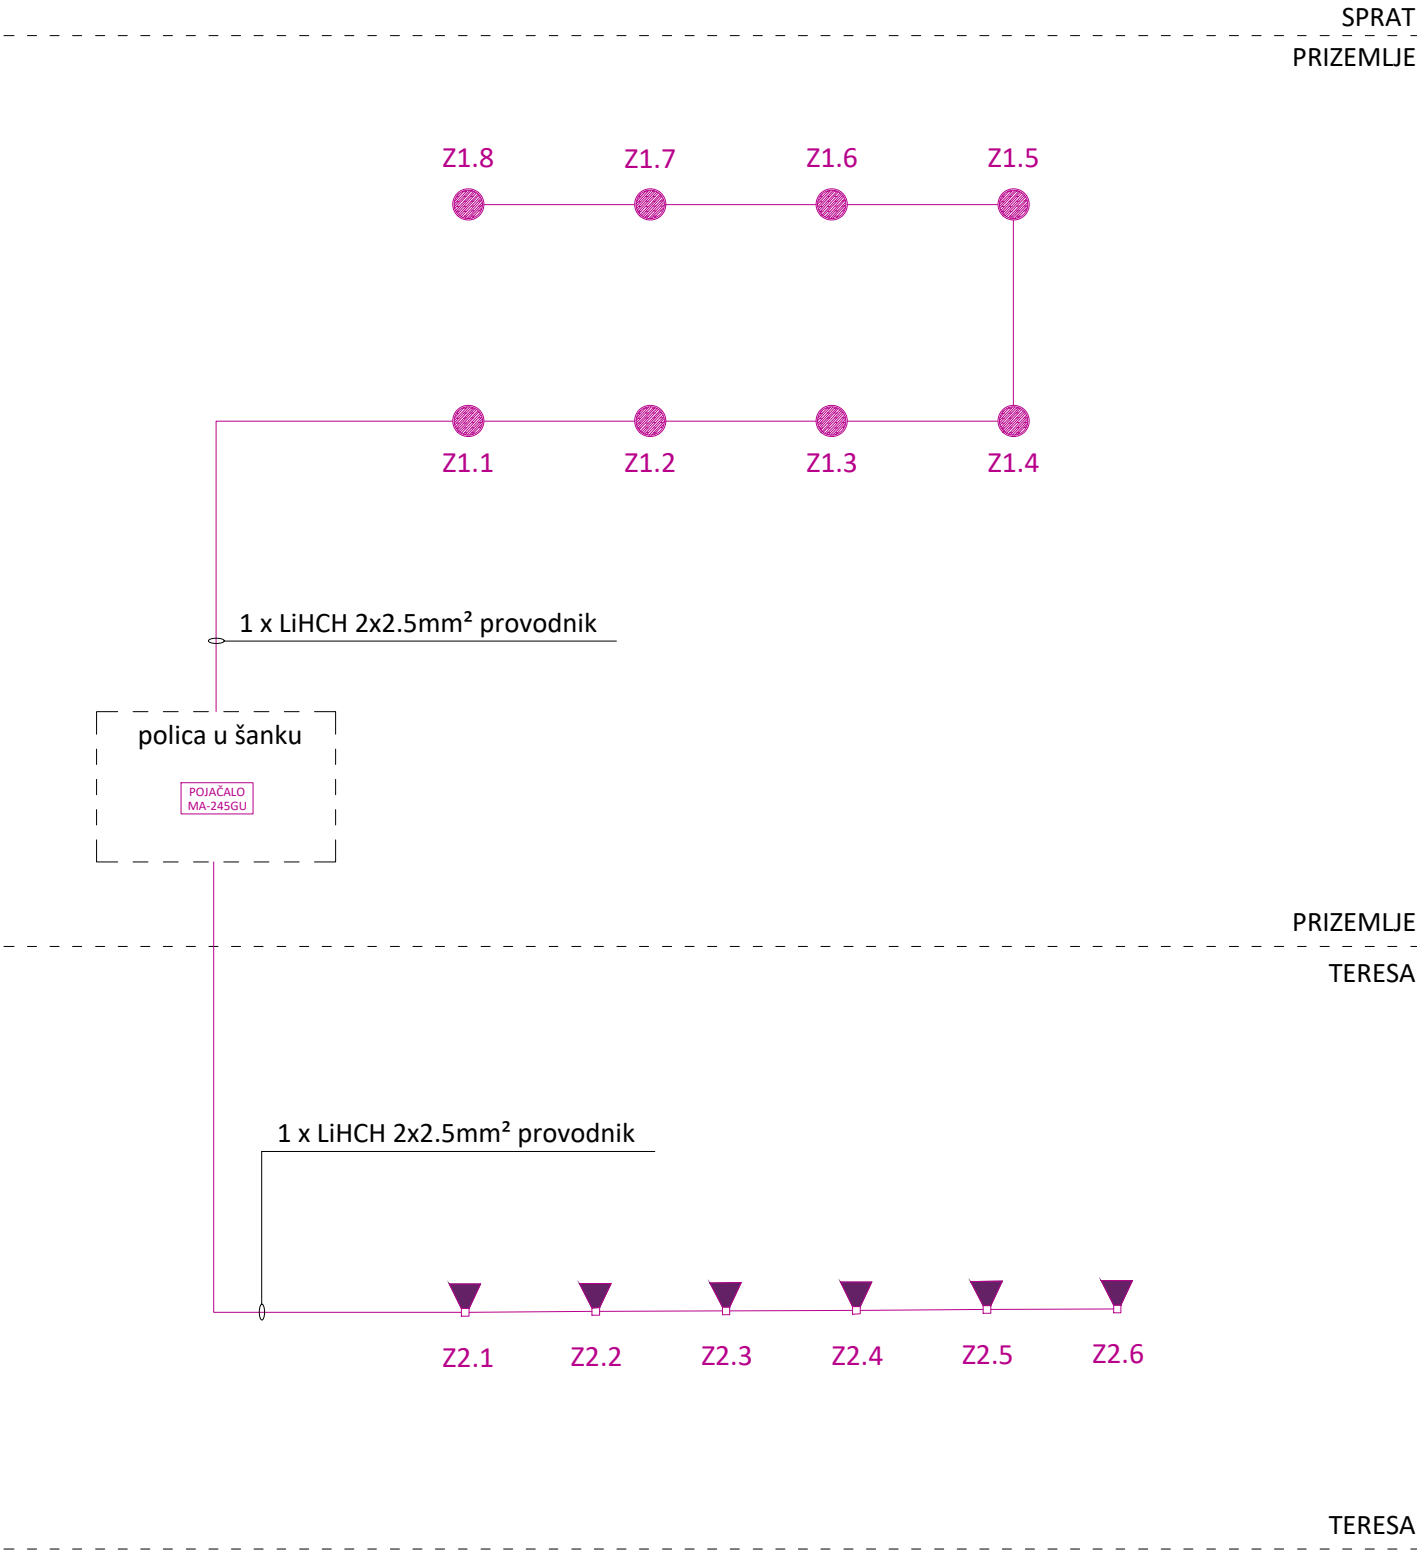 SPRAT
PRIZEMLJE
Z1.8 Z1.7 Z1.6 Z1.5
Z1.1 Z1.2 Z1.3 Z1.4
1 x LiHCH 2x2.5mm² provodnik
polica u šanku
POJAČALO
MA-245GU
PRIZEMLJE
TERESA
1 x LiHCH 2x2.5mm² provodnik
Z2.1 Z2.2 Z2.3 Z2.4 Z2.5 Z2.6
TERESA